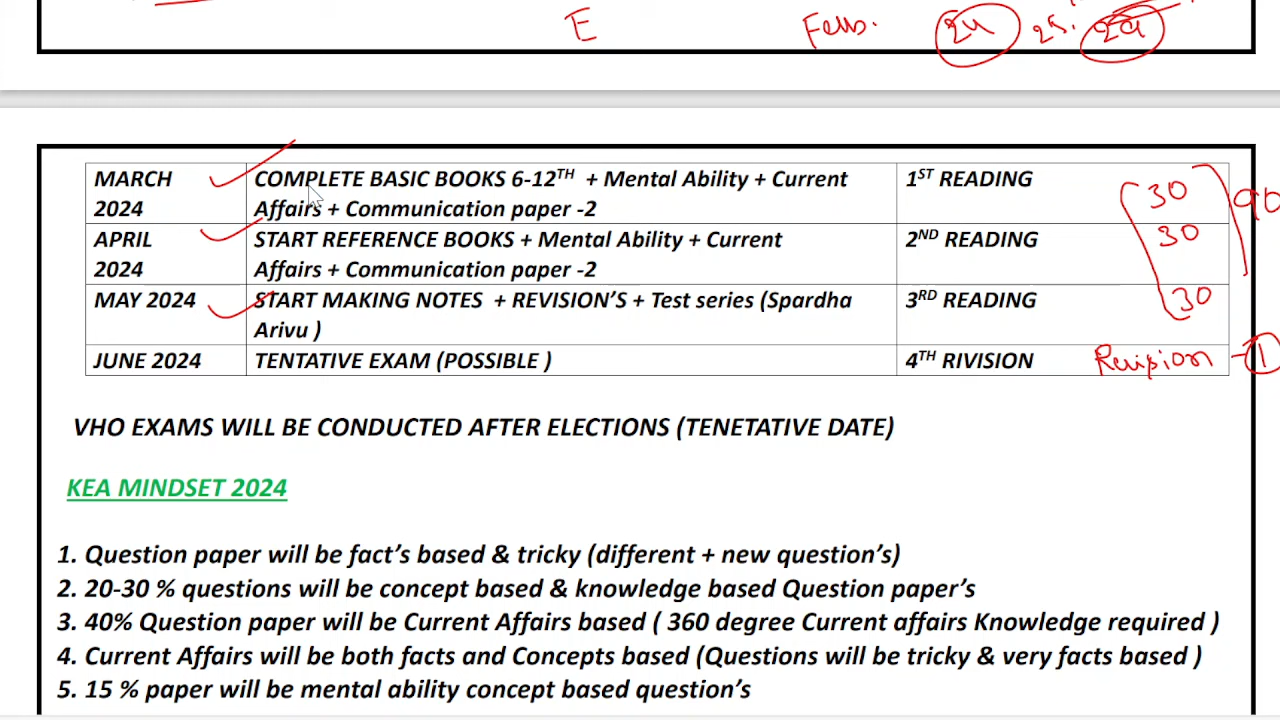 E Feb. 24 25. 29
MARCH 2024
COMPLETE BASIC BOOKS 6-12TH + Mental Ability + Current
Affairs + Communication paper -2
1ST READING
30
90
APRIL 2024
START REFERENCE BOOKS + Mental Ability + Current
Affairs + Communication paper -2
2ND READING
30
MAY 2024
START MAKING NOTES + REVISION'S + Test series (Spardha
Arivu )
3RD READING
30
JUNE 2024
TENTATIVE EXAM (POSSIBLE )
4TH RIVISION
Revision - 1
VHO EXAMS WILL BE CONDUCTED AFTER ELECTIONS (TENETATIVE DATE)
KEA MINDSET 2024
1. Question paper will be fact's based & tricky (different + new question's)
2. 20-30 % questions will be concept based & knowledge based Question paper's
3. 40% Question paper will be Current Affairs based ( 360 degree Current affairs Knowledge required )
4. Current Affairs will be both facts and Concepts based (Questions will be tricky & very facts based )
5. 15 % paper will be mental ability concept based question's